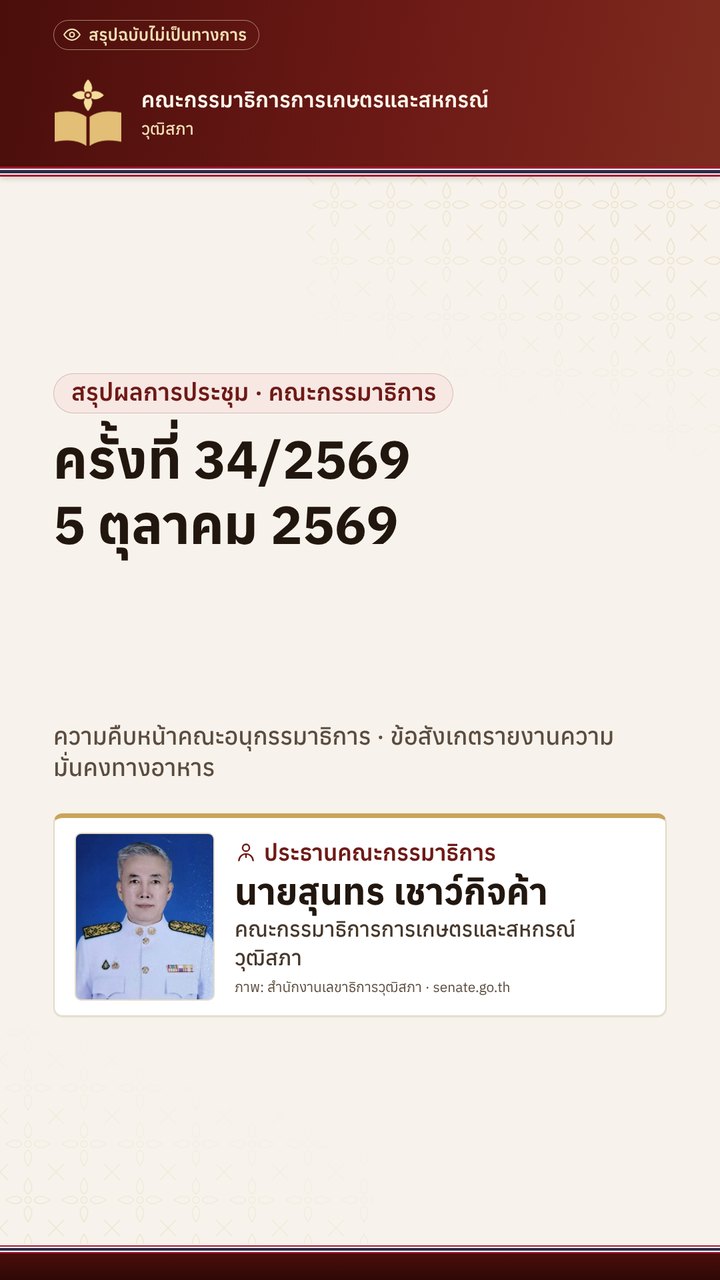 สรุปฉบับไม่เป็นทางการ
คณะกรรมาธิการการเกษตรและสหกรณ์
วุฒิสภา
สรุปผลการประชุม · คณะกรรมาธิการ
ครั้งที่ 34/2569
5 ตุลาคม 2569
ความคืบหน้าคณะอนุกรรมาธิการ · ข้อสังเกตรายงานความ
มั่นคงทางอาหาร
ประธานคณะกรรมาธิการ
นายสุนทร เชาว์กิจค้า
คณะกรรมาธิการการเกษตรและสหกรณ์
วุฒิสภา
ภาพ: สำนักงานเลขาธิการวุฒิสภา · senate.go.th